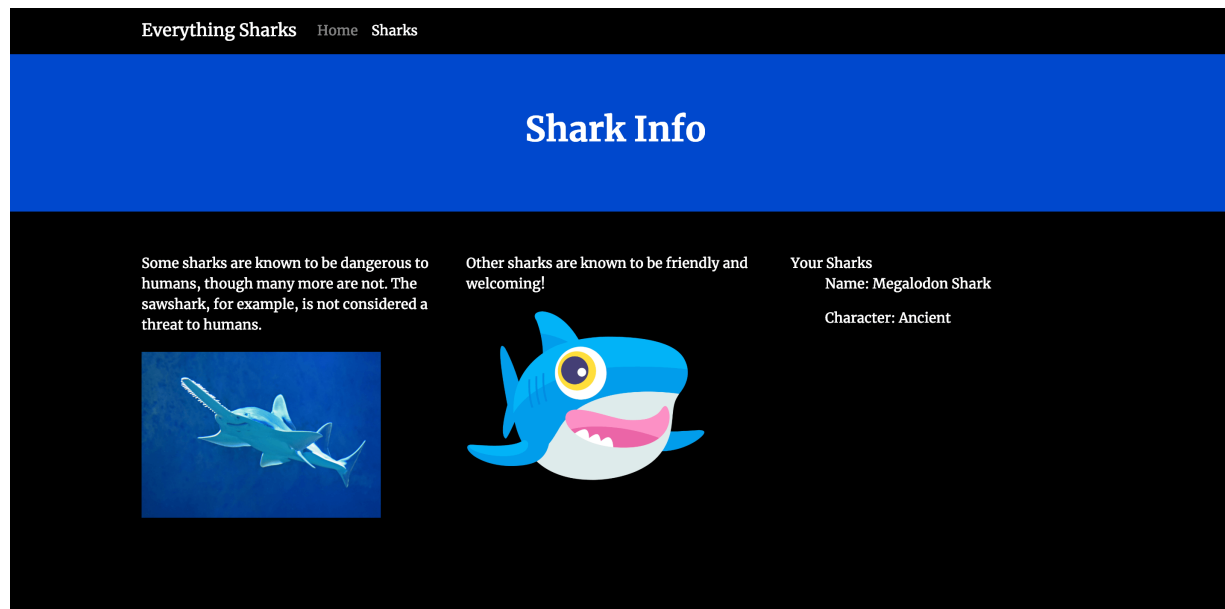 Everything Sharks Home Sharks
Shark Info
Some sharks are known to be dangerous to
humans, though many more are not. The
sawshark, for example, is not considered a
threat to humans.
Other sharks are known to be friendly and
welcoming!
Your Sharks
Name: Megalodon Shark
Character: Ancient